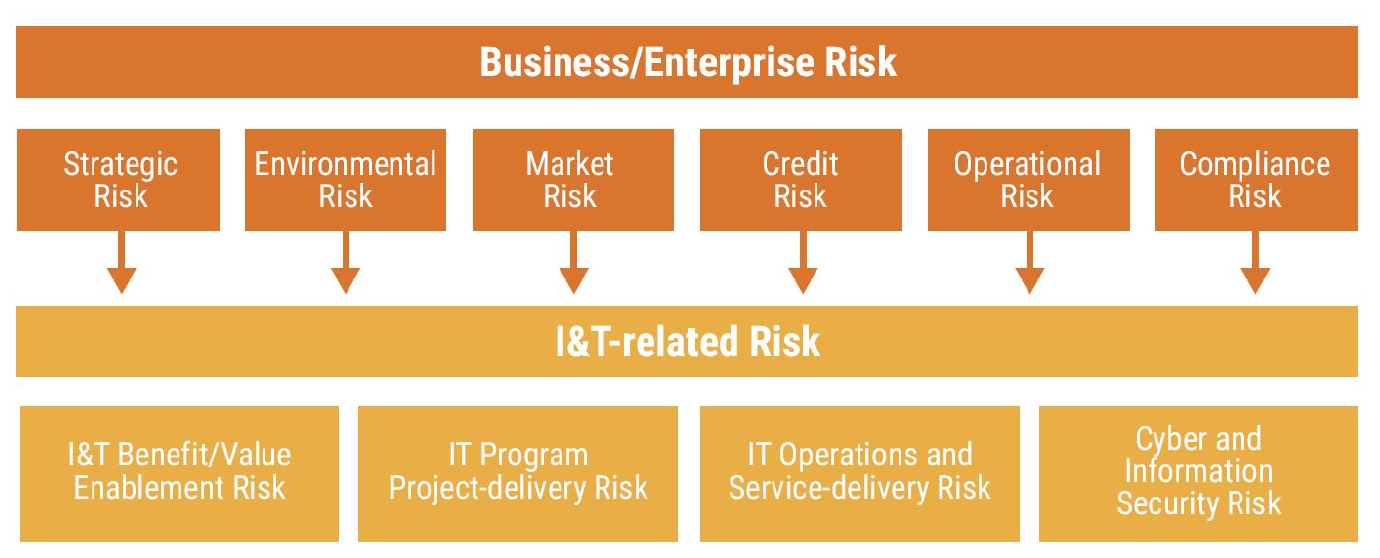 Business/Enterprise Risk
Strategic
Risk
Environmental
Risk
Market
Risk
Credit
Risk
Operational
Risk
Compliance
Risk
I&T-related Risk
I&T Benefit/Value
Enablement Risk
IT Program
Project-delivery Risk
IT Operations and
Service-delivery Risk
Cyber and
Information
Security Risk